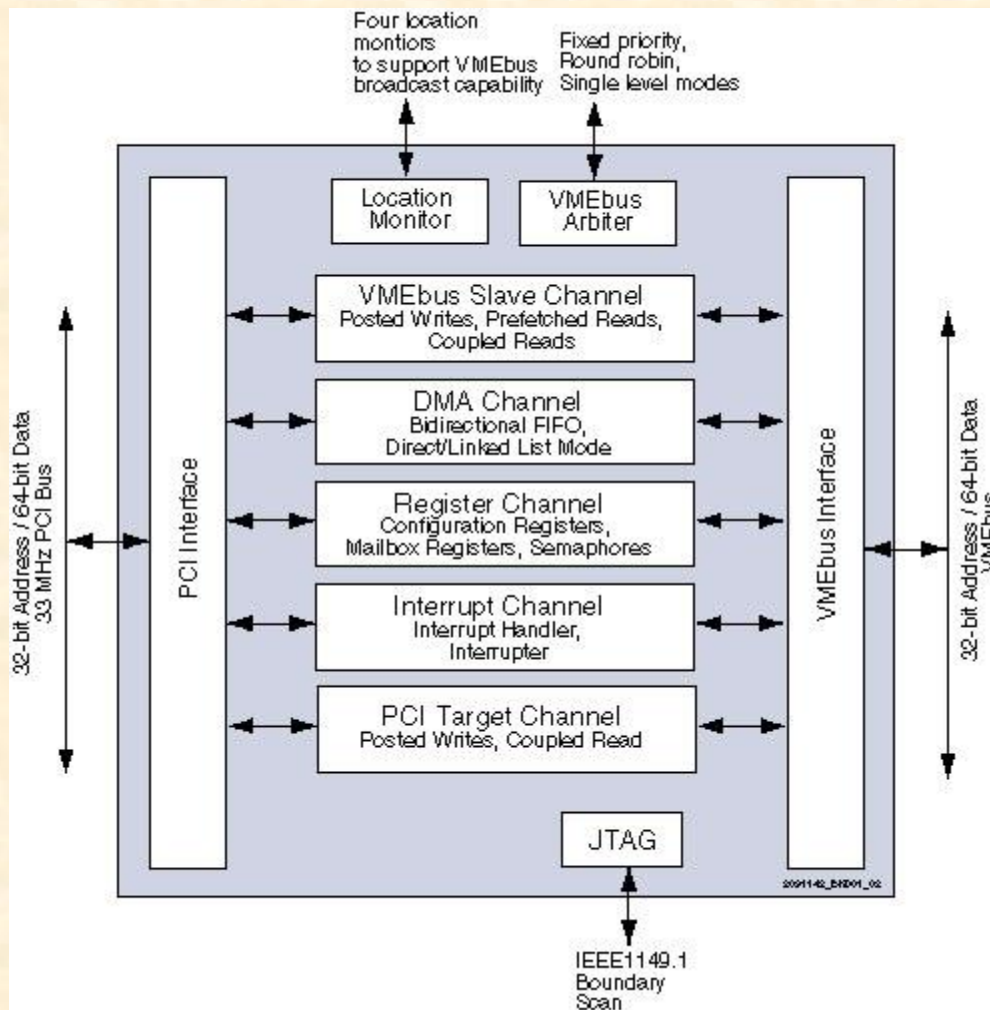 Four location
montiors
to support VMEbus
broadcast capability
Fixed priority,
Round robin,
Single level modes
Location
Monitor
VMEbus
Arbiter
VMEbus Slave Channel
Posted Writes, Prefetched Reads,
Coupled Reads
DMA Channel
Bidirectional FIFO,
Direct/Linked List Mode
Register Channel
Configuration Registers,
Mailbox Registers, Semaphores
Interrupt Channel
Interrupt Handler,
Interrupter
PCI Target Channel
Posted Writes, Coupled Read
32-bit Address / 64-bit Data
33 MHz PCI Bus
PCI Interface
VMEbus Interface
32-bit Address / 64-bit Data
VMEbus
JTAG
IEEE1149.1
Boundary
Scan